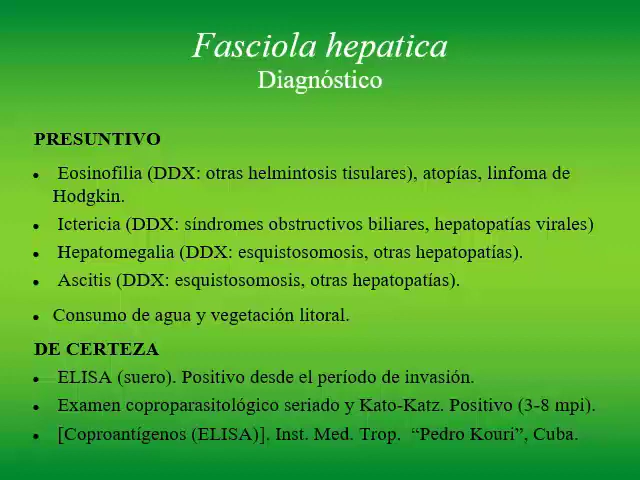 Fasciola hepatica
Diagnóstico
PRESUNTIVO
• Eosinofilia (DDX: otras helmintosis tisulares), atopías, linfoma de
Hodgkin.
• Ictericia (DDX: síndromes obstructivos biliares, hepatopatías virales)
• Hepatomegalia (DDX: esquistosomosis, otras hepatopatías).
• Ascitis (DDX: esquistosomosis, otras hepatopatías).
• Consumo de agua y vegetación litoral.
DE CERTEZA
• ELISA (suero). Positivo desde el período de invasión.
• Examen coproparasitológico seriado y Kato-Katz. Positivo (3-8 mpi).
• [Coproantígenos (ELISA)]. Inst. Med. Trop. “Pedro Kouri”, Cuba.